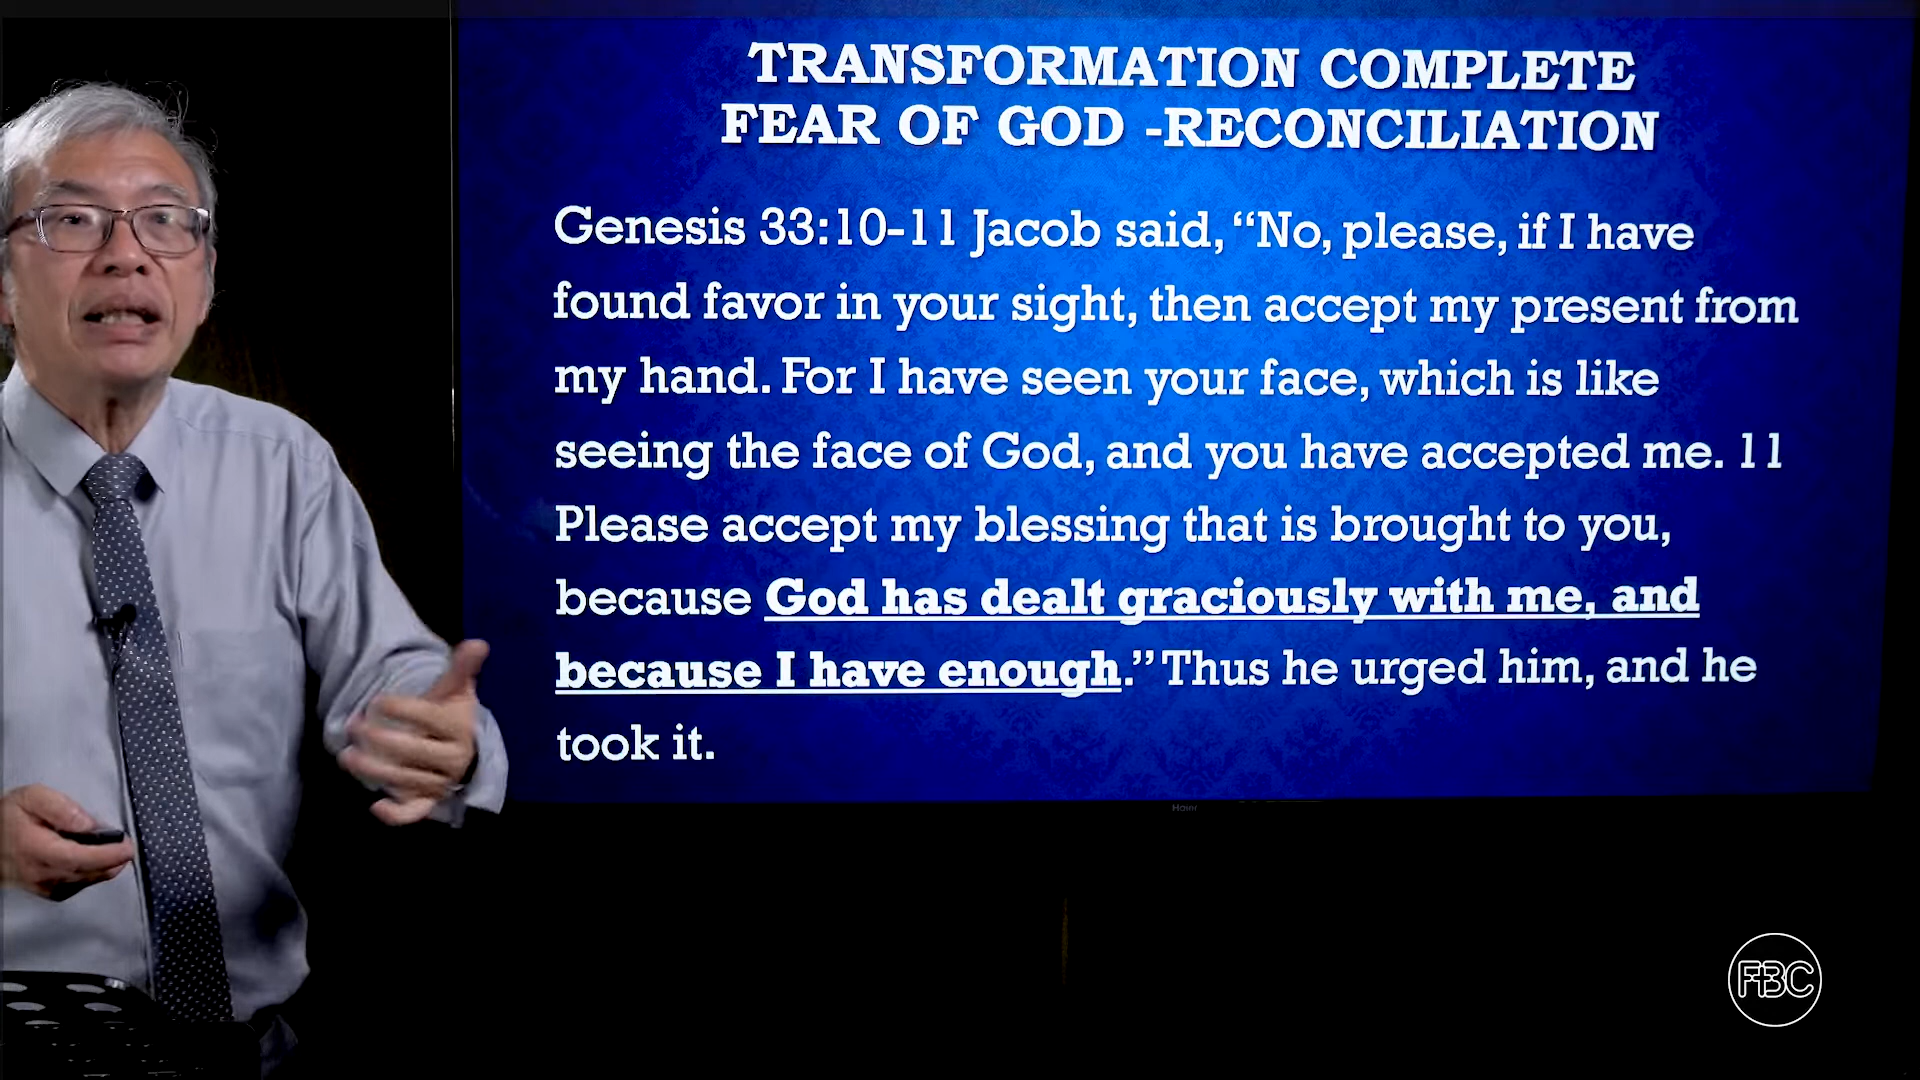 TRANSFORMATION COMPLETE
FEAR OF GOD -RECONCILIATION
Genesis 33:10-11 Jacob said, “No, please, if I have
found favor in your sight, then accept my present from
my hand. For I have seen your face, which is like
seeing the face of God, and you have accepted me. 11
Please accept my blessing that is brought to you,
because God has dealt graciously with me, and
because I have enough.” Thus he urged him, and he
took it.
Haier
FBC